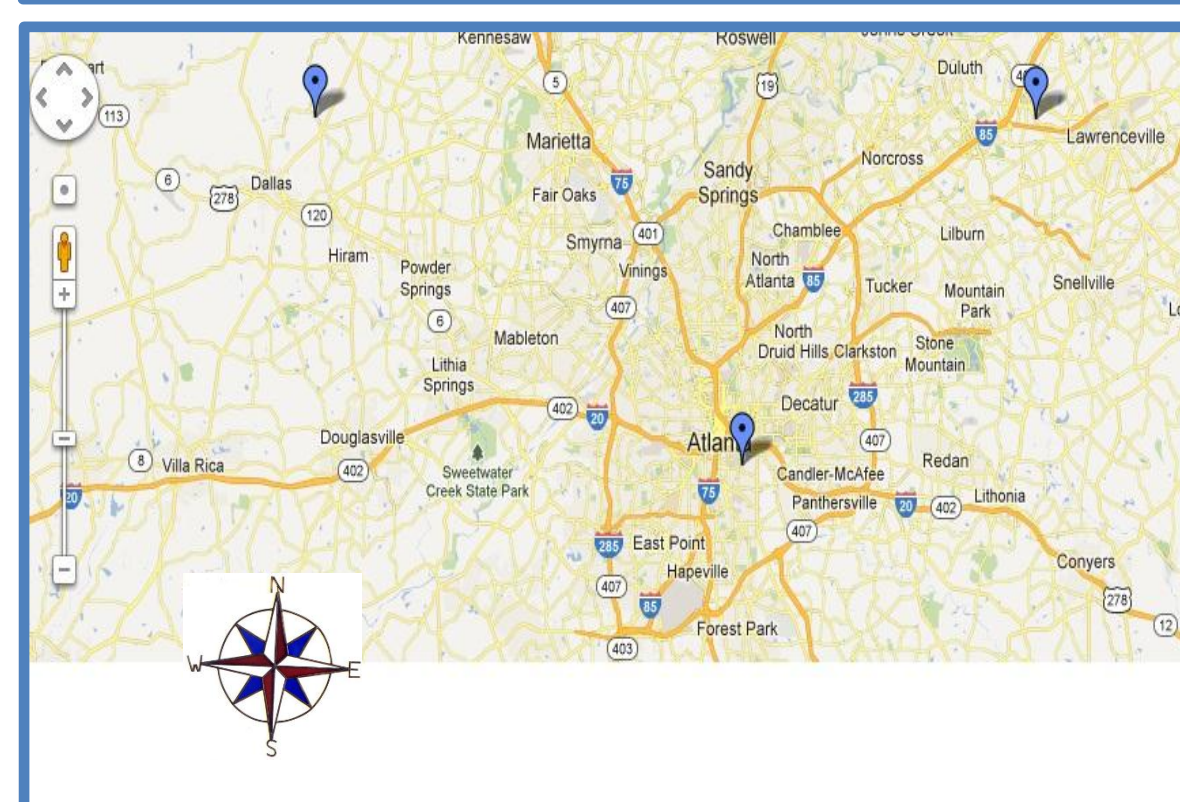 Kennesaw
Roswell
Duluth
5
19
113
85
Lawrenceville
Marietta
Norcross
Sandy
Springs
6
Dallas
75
278
Fair Oaks
120
401
Chamblee
Lilburn
Smyrna
Hiram
Vinings
North
Atlanta
85
Powder
Springs
Tucker
Mountain
Park
Snellville
407
6
Mableton
North
Druid Hills
Clarkston
Stone
Mountain
Lithia
Springs
285
402
20
Decatur
Douglasville
407
8
Villa Rica
402
Sweetwater
Creek State Park
Candler-McAfee
Redan
20
75
Panthersville
20
402
Lithonia
407
285
East Point
Hapeville
Conyers
407
85
278
Forest Park
12
403
N
W
E
S